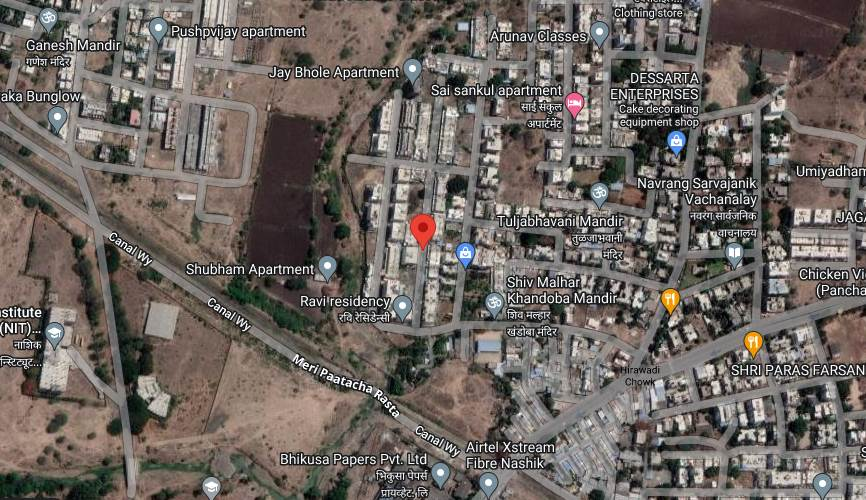 Clothing store
Ganesh Mandir
गणेश मंदिर
Pushpvijay apartment
Arunav Classes
Jay Bhole Apartment
Sai sankul apartment
साई संकुल
अपार्टमेंट
DESSARTA
ENTERPRISES
Cake decorating
equipment shop
aka Bunglow
Umiyadham
Navrang Sarvajanik
Vachanalay
नवरंग सार्वजनिक
वाचनालय
JAGA
Tuljabhavani Mandir
तुळजाभवानी
मंदिर
Canal Wy
Shubham Apartment
Shiv Malhar
Khandoba Mandir
शिव मल्हार
खंडोबा मंदिर
Chicken Vi
(Pancha
Ravi residency
रवि रेसिडेन्सी
Canal Wy
stitute
(NIT)...
नाशिक
Meri Paatacha Rasta
Hirawadi
Chowk
SHRI PARAS FARSAN
Canal Wy
Airtel Xstream
Fibre Nashik
Bhikusa Papers Pvt. Ltd
भिकुसा पेपर्स
प्रायव्हेट. लि